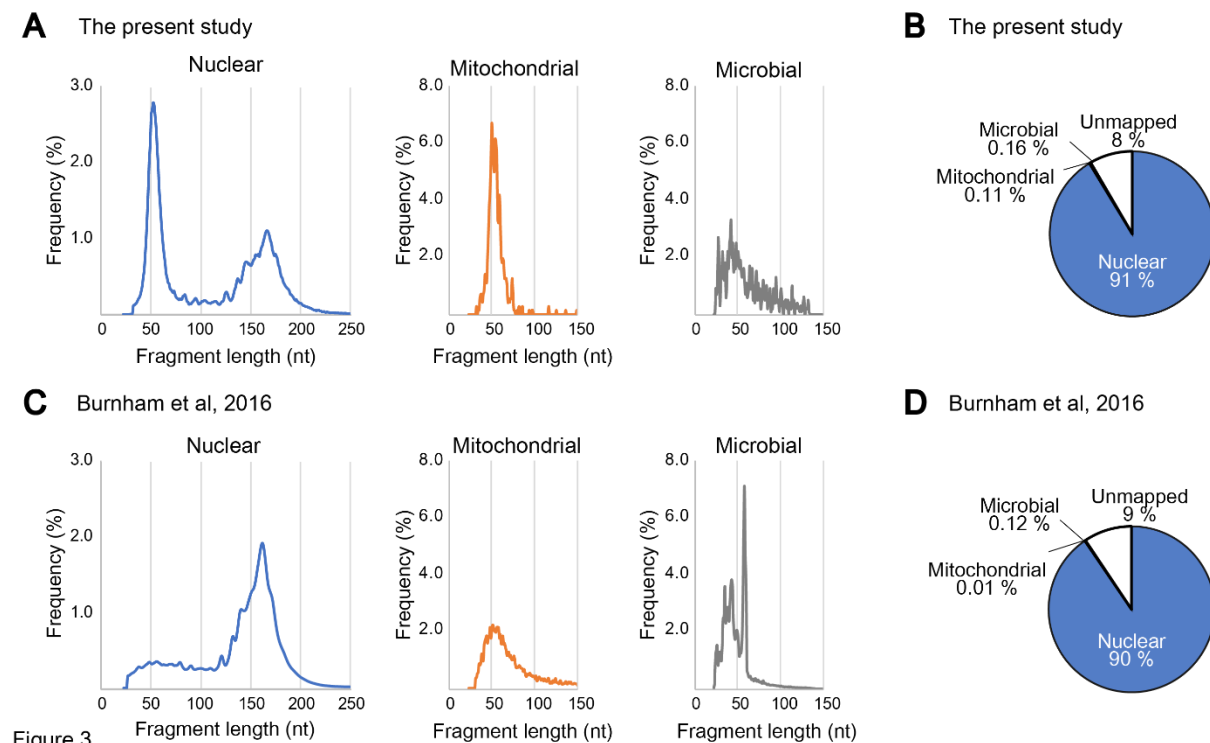 A The present study
Nuclear
3.0
2.0
1.0
Frequency (%)
50
100
150
200
250
Fragment length (nt)
Mitochondrial
8.0
6.0
4.0
2.0
Frequency (%)
50
100
150
Fragment length (nt)
Microbial
8.0
6.0
4.0
2.0
Frequency (%)
50
100
150
Fragment length (nt)
B The present study
Unmapped
8 %
Microbial
0.16 %
Mitochondrial
0.11 %
Nuclear
91 %
C Burnham et al, 2016
Nuclear
3.0
2.0
1.0
Frequency (%)
50
100
150
200
250
Fragment length (nt)
Mitochondrial
8.0
6.0
4.0
2.0
Frequency (%)
50
100
150
Fragment length (nt)
Microbial
8.0
6.0
4.0
2.0
Frequency (%)
50
100
150
Fragment length (nt)
D Burnham et al, 2016
Unmapped
9 %
Microbial
0.12 %
Mitochondrial
0.01 %
Nuclear
90 %
Figure 3